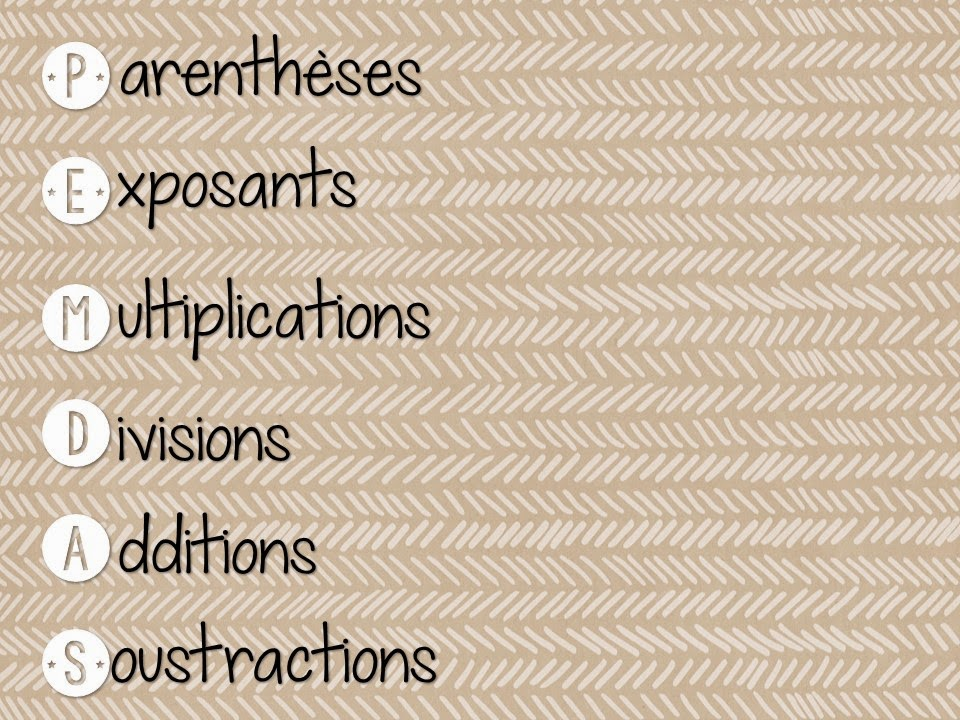 Parenthèses
Exposants
Multiplications
Divisions
Additions
Soustractions